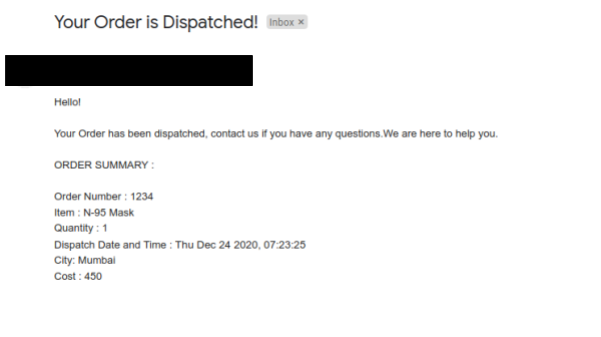 Your Order is Dispatched! Inbox ×
Hello!
Your Order has been dispatched, contact us if you have any questions.We are here to help you.
ORDER SUMMARY :
Order Number : 1234
Item : N-95 Mask
Quantity : 1
Dispatch Date and Time : Thu Dec 24 2020, 07:23:25
City: Mumbai
Cost : 450